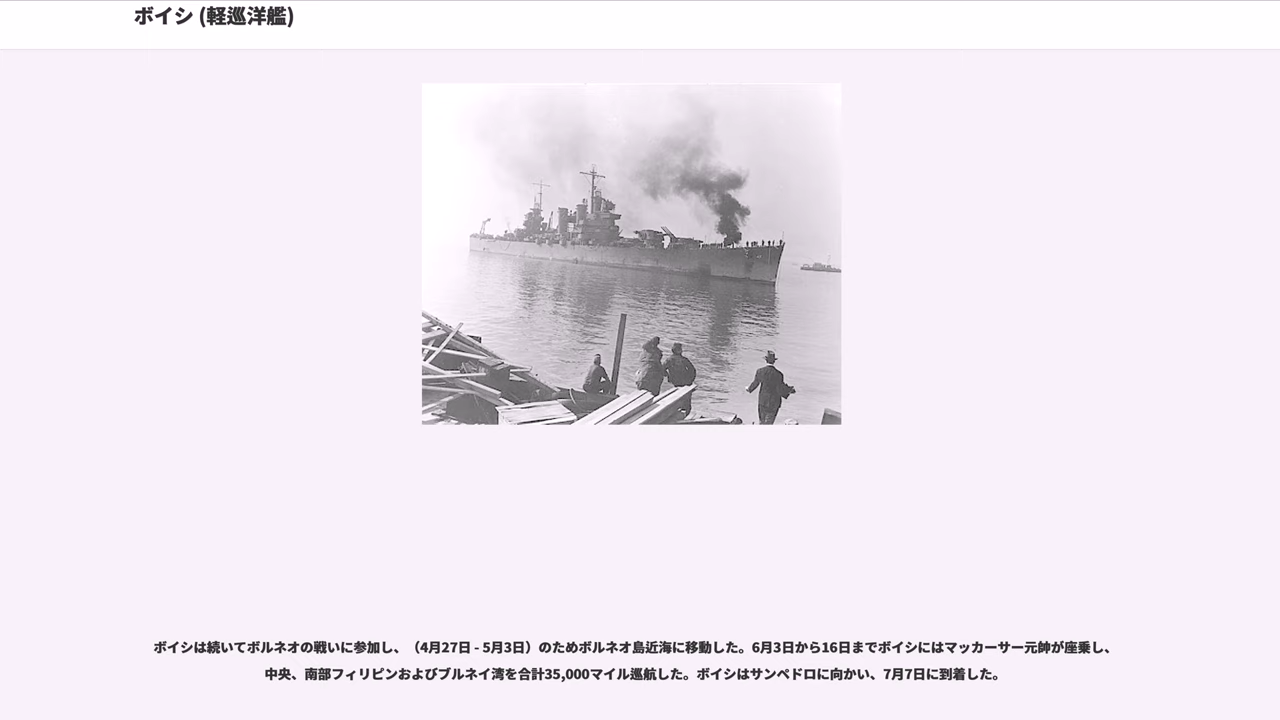 ボイシ (軽巡洋艦)
ボイシは続いてボルネオの戦いに参加し、（4月27日 - 5月3日）のためボルネオ島近海に移動した。6月3日から16日までボイシにはマッカーサー元帥が座乗し、
中央、南部フィリピンおよびブルネイ湾を合計35,000マイル巡航した。ボイシはサンペドロに向かい、7月7日に到着した。